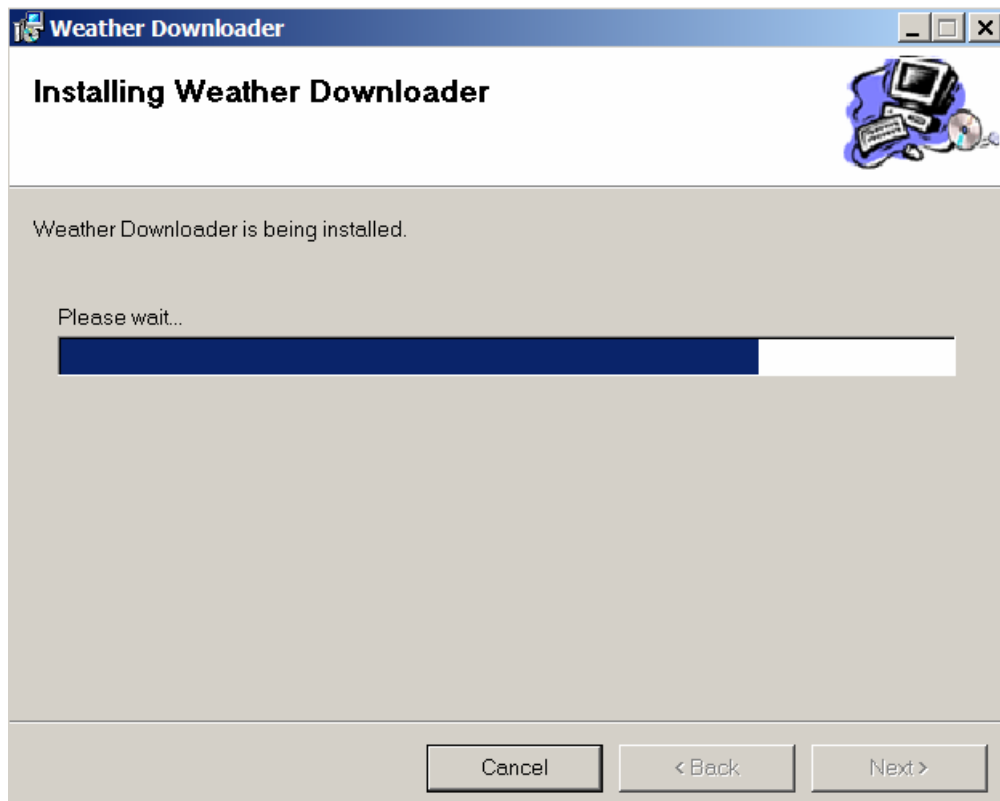 Weather Downloader
Installing Weather Downloader
Weather Downloader is being installed.
Please wait...
Cancel
< Back
Next >